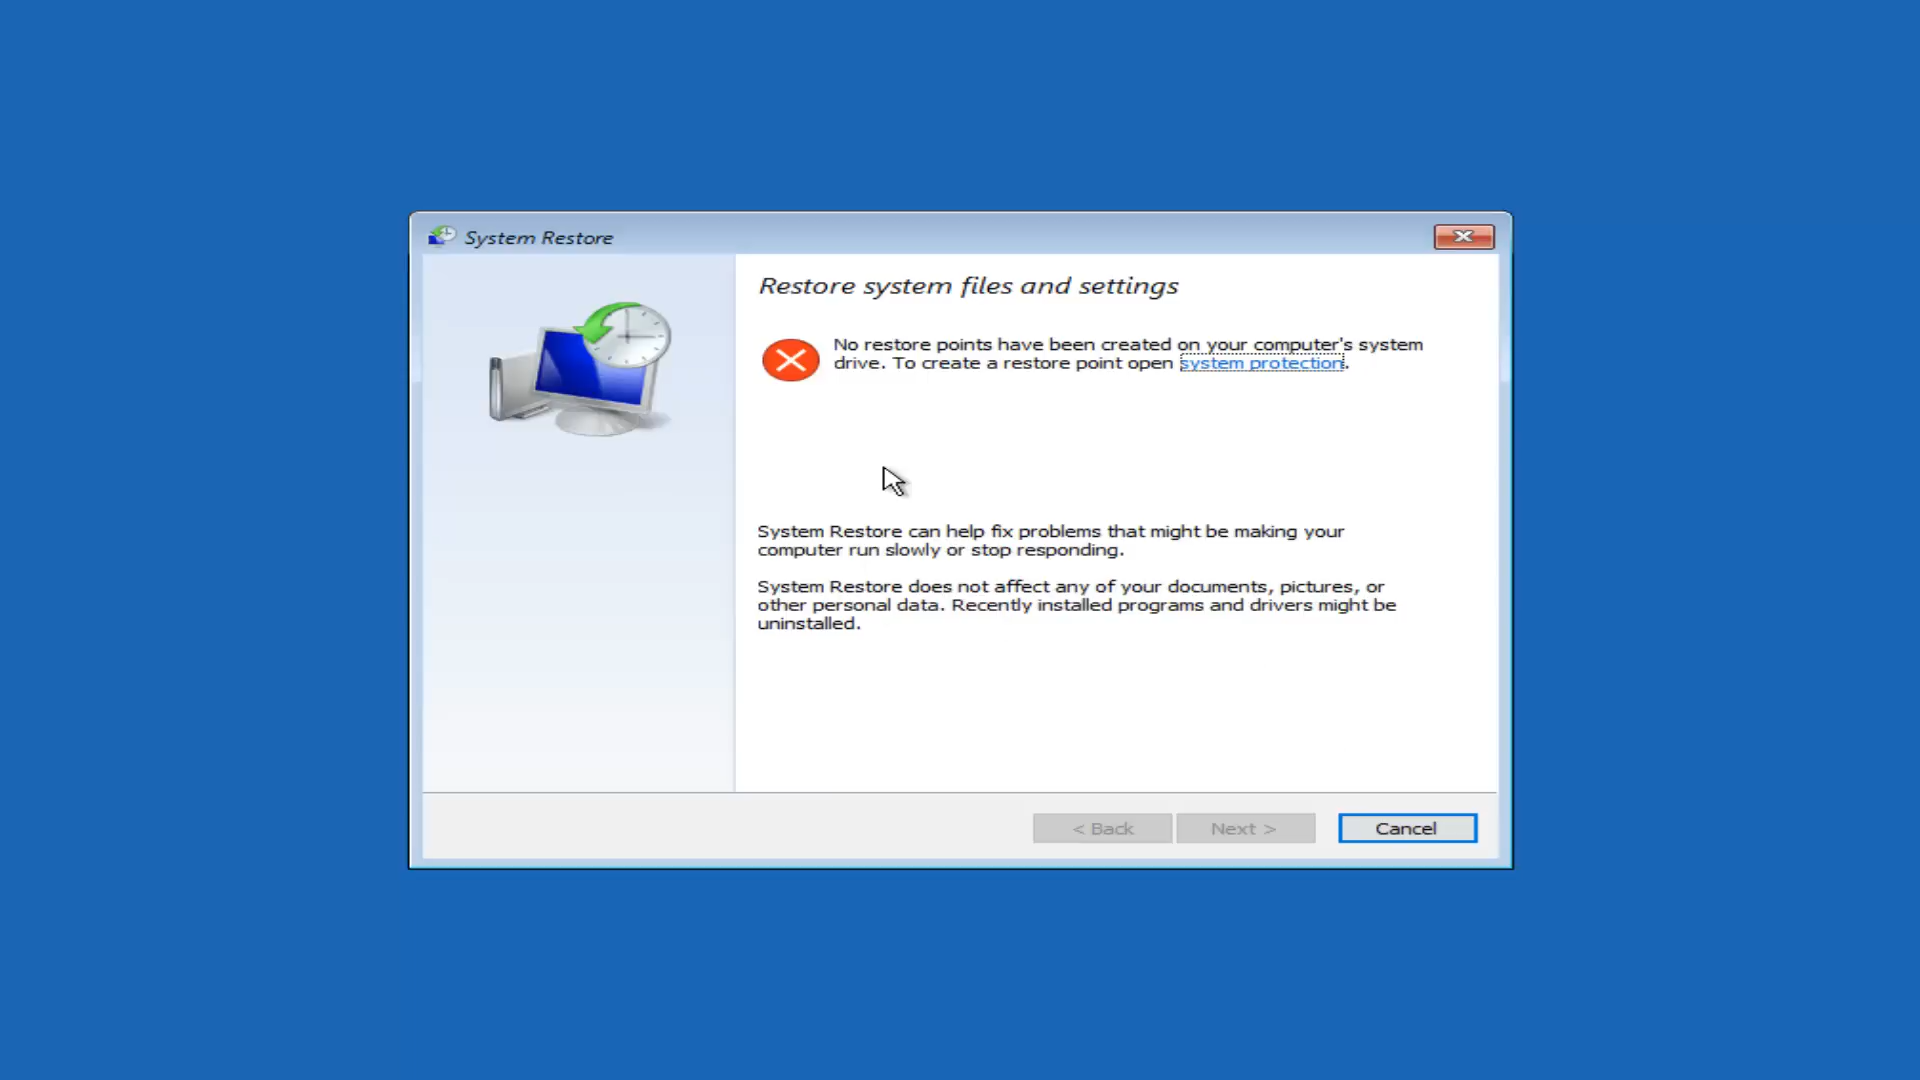 System Restore
Restore system files and settings
No restore points have been created on your computer's system
drive. To create a restore point open system protection.
System Restore can help fix problems that might be making your
computer run slowly or stop responding.
System Restore does not affect any of your documents, pictures, or
other personal data. Recently installed programs and drivers might be
uninstalled.
< Back
Next >
Cancel